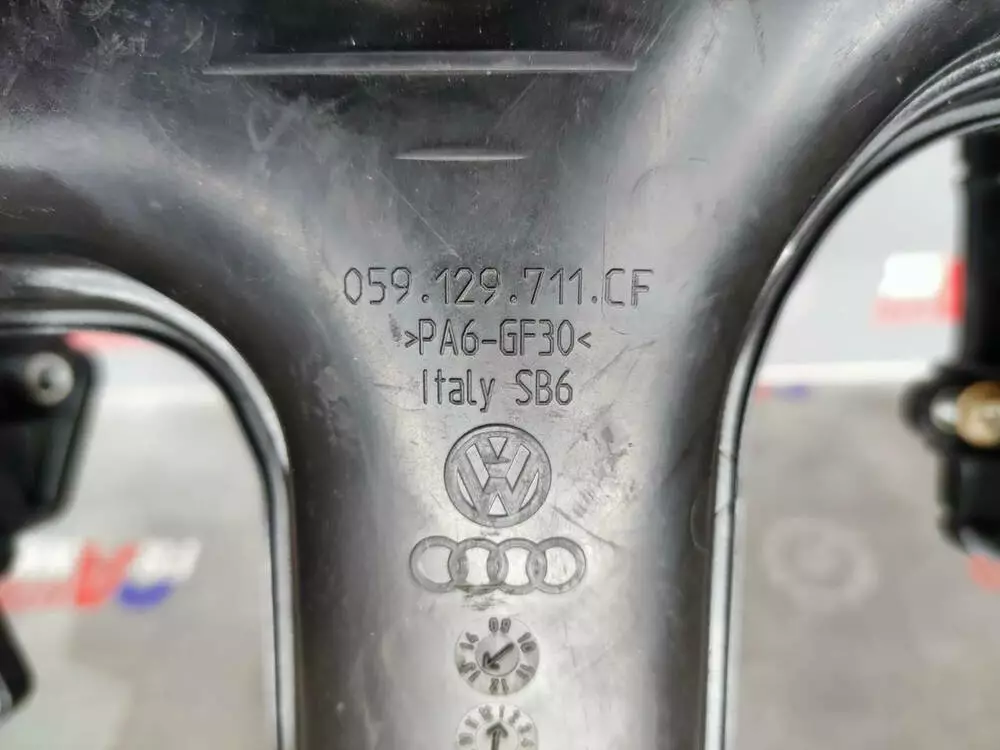 059.129.711.CF
>PA6-GF30<
Italy SB6